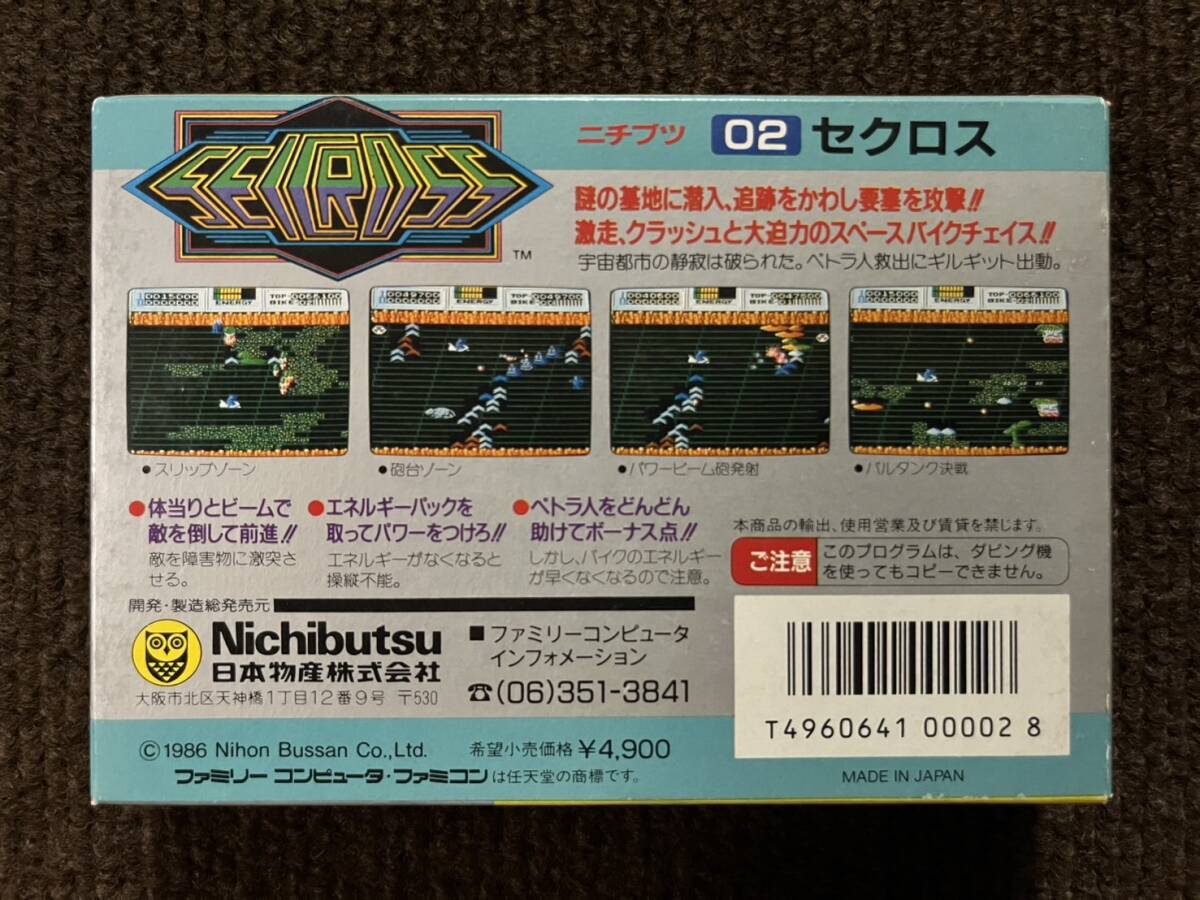 SEICROSS
TM
ニチブツ 02 セクロス
謎の基地に潜入、追跡をかわし要塞を攻撃!!
激走、クラッシュと大迫力のスペースバイクチェイス!!
宇宙都市の静寂は破られた。ペトラ人救出にギルギット出動。
ENERGY
ENERGY
ENERGY
ENERGY
●スリップゾーン
●砲台ゾーン
●パワービーム砲発射
●バルタンク決戦
●体当りとビームで
敵を倒して前進!!
敵を障害物に激突さ
せる。
●エネルギーパックを
取ってパワーをつけろ!!
エネルギーがなくなると
操縦不能。
●ペトラ人をどんどん
助けてボーナス点!!
しかし、バイクのエネルギー
が早くなくなるので注意。
本商品の輸出、使用営業及び賃貸を禁じます。
ご注意
このプログラムは、ダビング機
を使ってもコピーできません。
開発・製造総発売元
Nichibutsu
日本物産株式会社
大阪市北区天神橋1丁目12番9号 〒530
■ファミリーコンピュータ
インフォメーション
☎(06)351-3841
T4960641 00002 8
©1986 Nihon Bussan Co.,Ltd. 希望小売価格 ¥4,900
ファミリー コンピュータ・ファミコンは任天堂の商標です。
MADE IN JAPAN